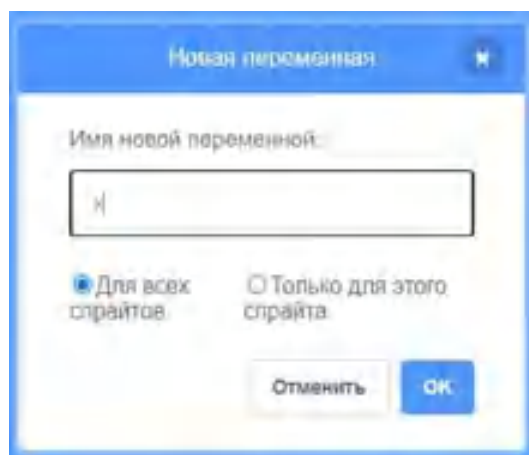 Новая переменная
Имя новой переменной:
x
Для всех спрайтов
Только для этого спрайта
Отменить
ОК